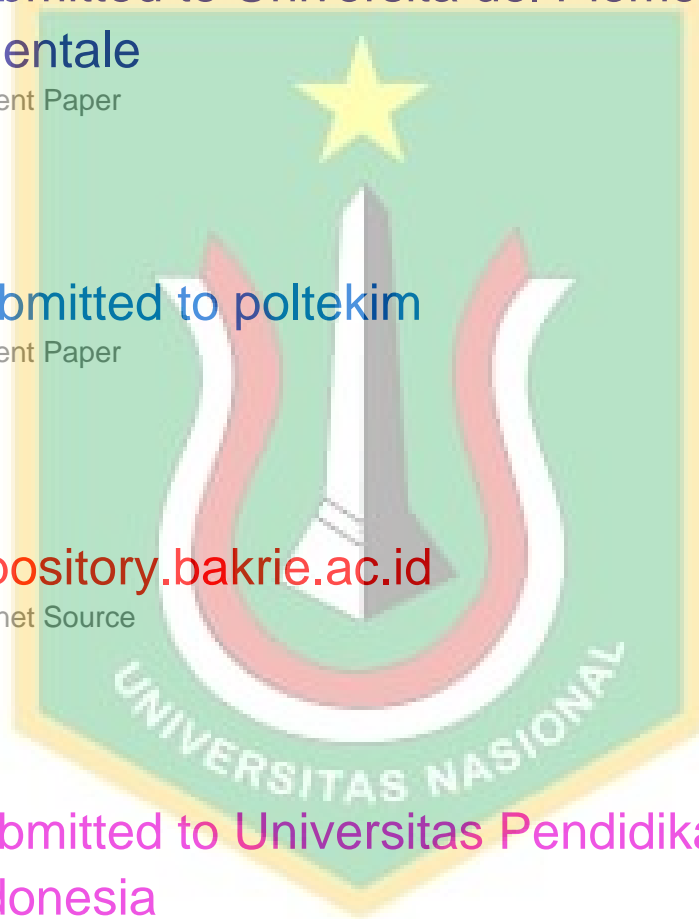 entale
ent Paper
bmitted to poltekim
ent Paper
pository.bakrie.ac.id
net Source
UNIVERSITAS NASIONAL
bmitted to Universitas Pendidika
donesia